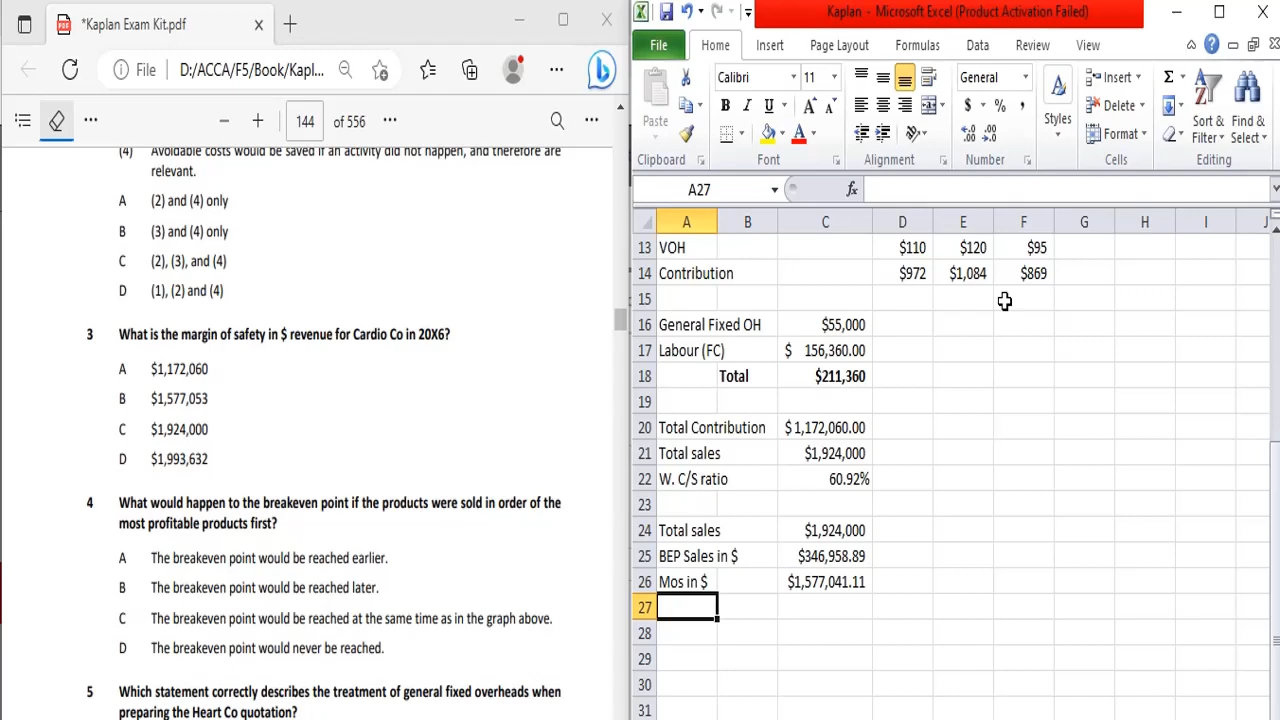 *Kaplan Exam Kit.pdf
File
D:/ACCA/F5/Book/Kapl...
144 of 556
(4) Avoidable costs would be saved if an activity did not happen, and therefore are
relevant.
A (2) and (4) only
B (3) and (4) only
C (2), (3), and (4)
D (1), (2) and (4)
3 What is the margin of safety in $ revenue for Cardio Co in 20X6?
A $1,172,060
B $1,577,053
C $1,924,000
D $1,993,632
4 What would happen to the breakeven point if the products were sold in order of the
most profitable products first?
A The breakeven point would be reached earlier.
B The breakeven point would be reached later.
C The breakeven point would be reached at the same time as in the graph above.
D The breakeven point would never be reached.
5 Which statement correctly describes the treatment of general fixed overheads when
preparing the Heart Co quotation?
Kaplan - Microsoft Excel (Product Activation Failed)
File Home Insert Page Layout Formulas Data Review View
Calibri 11 General Insert
Paste B I U A A $ % , Styles Delete Sort & Find &
Format Filter Select
Clipboard Font Alignment Number Cells Editing
A27 fx
A B C D E F G H I J
13 VOH $110 $120 $95
14 Contribution $972 $1,084 $869
15
16 General Fixed OH $55,000
17 Labour (FC) $ 156,360.00
18 Total $211,360
19
20 Total Contribution $ 1,172,060.00
21 Total sales $1,924,000
22 W. C/S ratio 60.92%
23
24 Total sales $1,924,000
25 BEP Sales in $ $346,958.89
26 Mos in $ $1,577,041.11
27
28
29
30
31